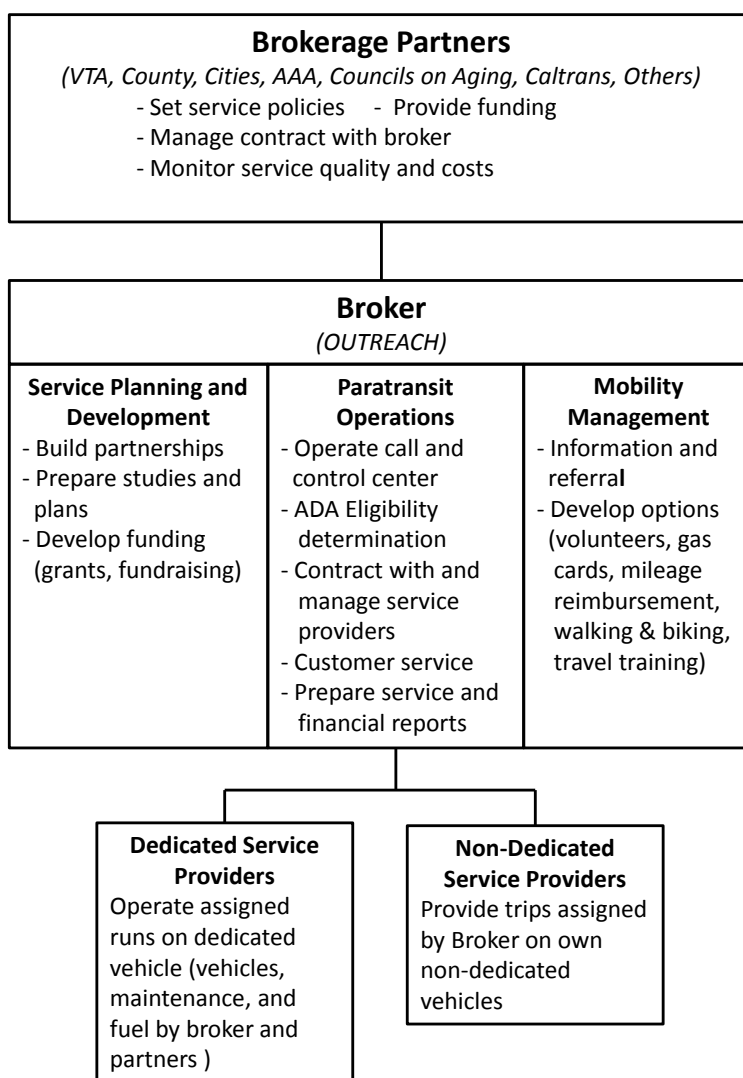 Brokerage Partners
(VTA, County, Cities, AAA, Councils on Aging, Caltrans, Others)
- Set service policies - Provide funding
- Manage contract with broker
- Monitor service quality and costs
Broker
(OUTREACH)
Service Planning and
Development
- Build partnerships
- Prepare studies and
plans
- Develop funding
(grants, fundraising)
Paratransit
Operations
- Operate call and
control center
- ADA Eligibility
determination
- Contract with and
manage service
providers
- Customer service
- Prepare service and
financial reports
Mobility
Management
- Information and
referral
- Develop options
(volunteers, gas
cards, mileage
reimbursement,
walking & biking,
travel training)
Dedicated Service
Providers
Operate assigned
runs on dedicated
vehicle (vehicles,
maintenance, and
fuel by broker and
partners )
Non-Dedicated
Service Providers
Provide trips assigned
by Broker on own
non-dedicated
vehicles